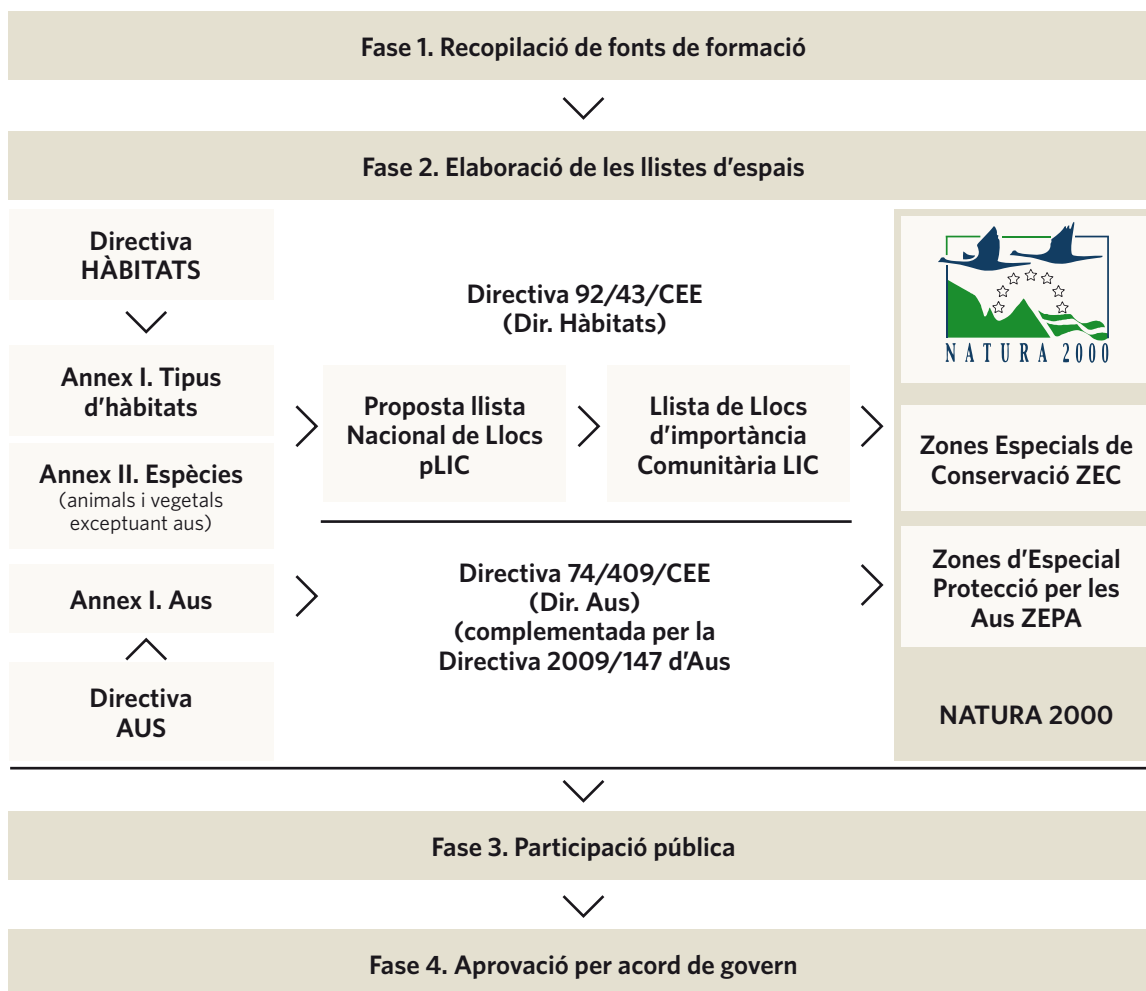 Fase 1. Recopilació de fonts de formació
Fase 2. Elaboració de les llistes d'espais
Directiva
HÀBITATS
Annex I. Tipus
d'hàbitats
Annex II. Espècies
(animals i vegetals
exceptuant aus)
Annex I. Aus
Directiva
AUS
Directiva 92/43/CEE
(Dir. Hàbitats)
Proposta llista
Nacional de Llocs
pLIC
Llista de Llocs
d'importància
Comunitària LIC
Directiva 74/409/CEE
(Dir. Aus)
(complementada per la
Directiva 2009/147 d'Aus
NATURA 2000
Zones Especials de
Conservació ZEC
Zones d'Especial
Protecció per les
Aus ZEPA
NATURA 2000
Fase 3. Participació pública
Fase 4. Aprovació per acord de govern